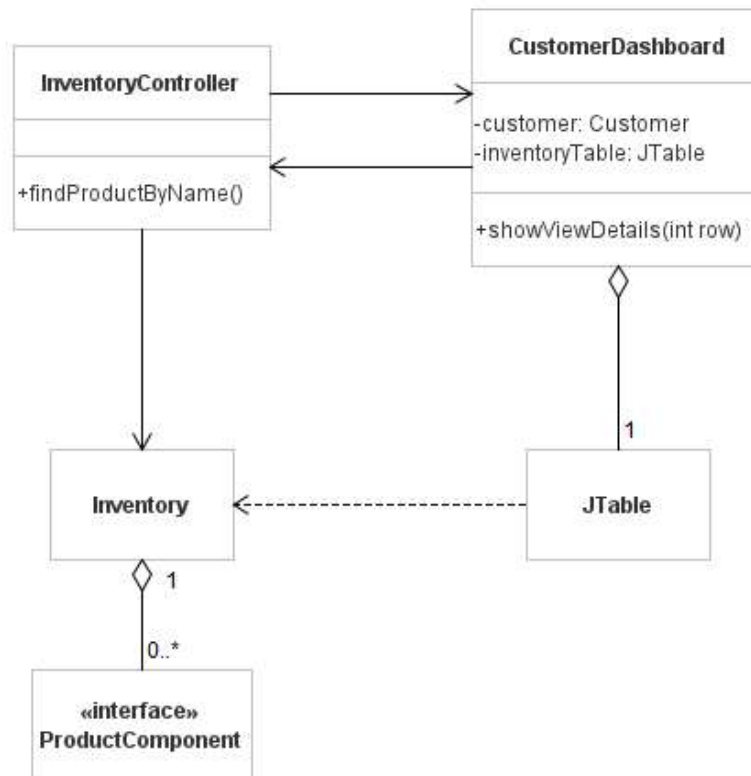 InventoryController
+findProductByName()
CustomerDashboard
-customer: Customer
-inventoryTable: JTable
+showViewDetails(int row)
1
Inventory
JTable
1
0..*
«interface»
ProductComponent